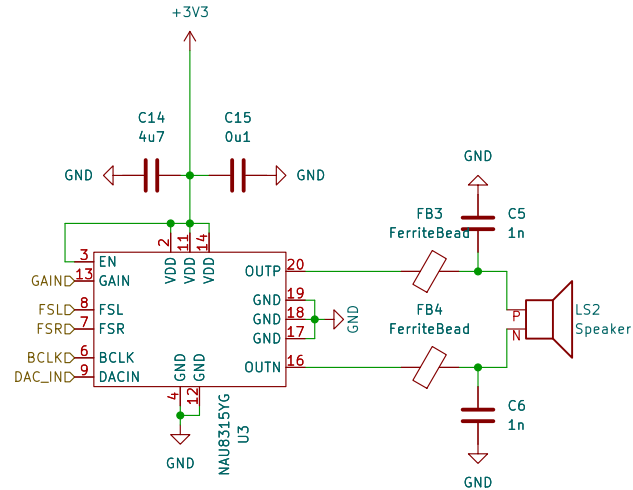 +3V3
C14
4u7
C15
0u1
GND
GND
GND
FB3
FerriteBead
C5
1n
3
EN
2
VDD
11
VDD
14
VDD
GAIN
13
GAIN
OUTP
20
FSL
8
FSL
FSR
7
FSR
GND
19
GND
18
GND
17
GND
FB4
FerriteBead
P
N
LS2
Speaker
BCLK
6
BCLK
DAC_IN
9
DACIN
OUTN
16
GND
4
GND
12
NAU8315YG
U3
C6
1n
GND
GND